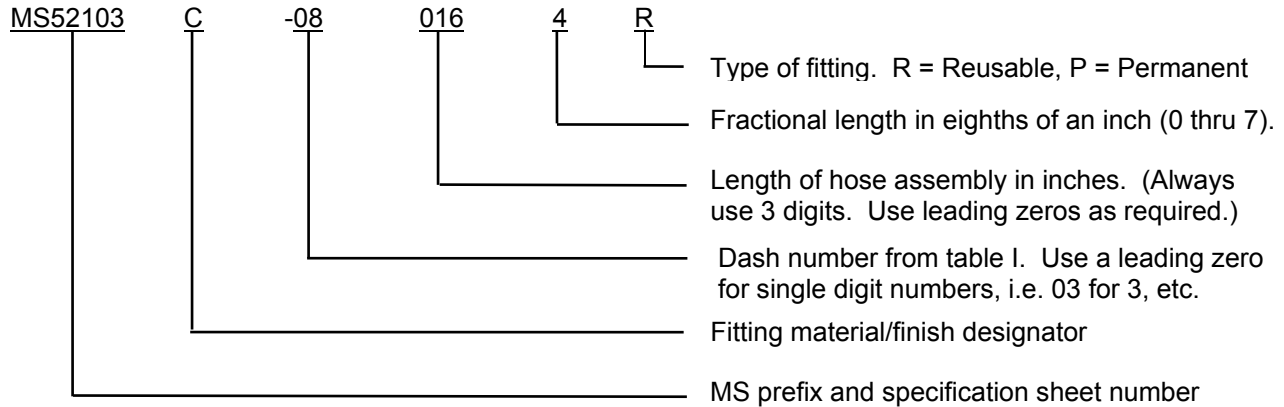 MS52103 C -08 016 4 R
Type of fitting. R = Reusable, P = Permanent
Fractional length in eighths of an inch (0 thru 7).
Length of hose assembly in inches. (Always
use 3 digits. Use leading zeros as required.)
Dash number from table I. Use a leading zero
for single digit numbers, i.e. 03 for 3, etc.
Fitting material/finish designator
MS prefix and specification sheet number